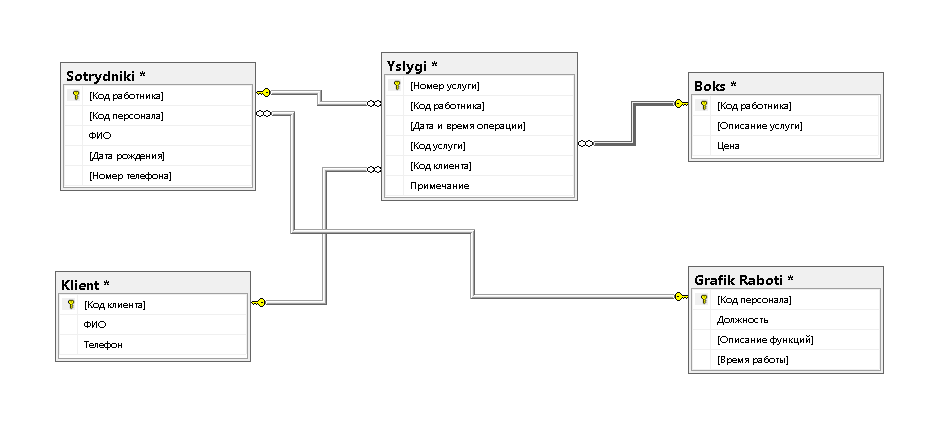 Sotrydniki *
[Код работника]
[Код персонала]
ФИО
[Дата рождения]
[Номер телефона]
Yslygi *
[Номер услуги]
[Код работника]
[Дата и время операции]
[Код услуги]
[Код клиента]
Примечание
Boks *
[Код работника]
[Описание услуги]
Цена
Klient *
[Код клиента]
ФИО
Телефон
Grafik Raboti *
[Код персонала]
Должность
[Описание функций]
[Время работы]